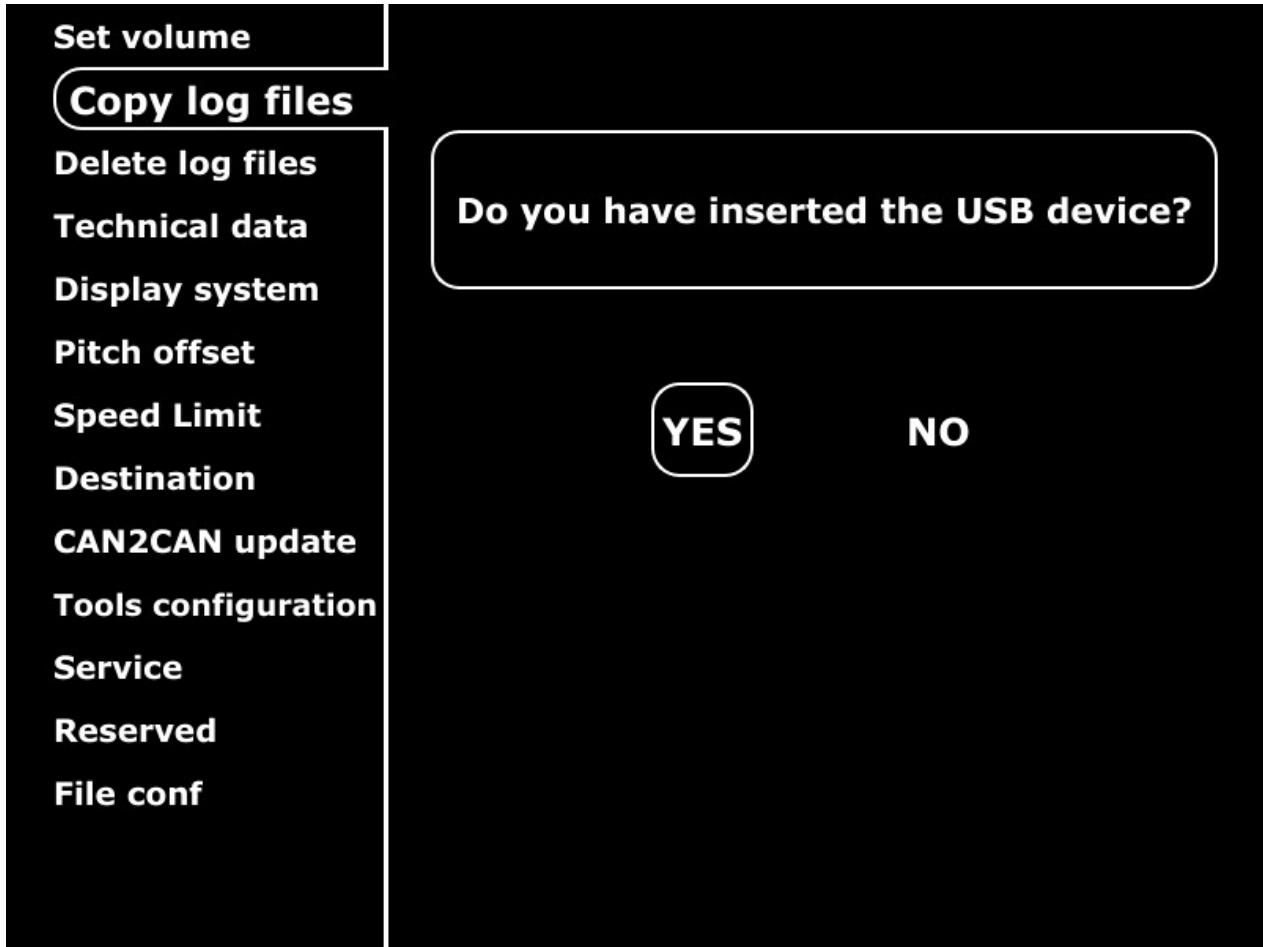 Set volume
Copy log files
Delete log files
Technical data
Display system
Pitch offset
Speed Limit
Destination
CAN2CAN update
Tools configuration
Service
Reserved
File conf
Do you have inserted the USB device?
YES
NO